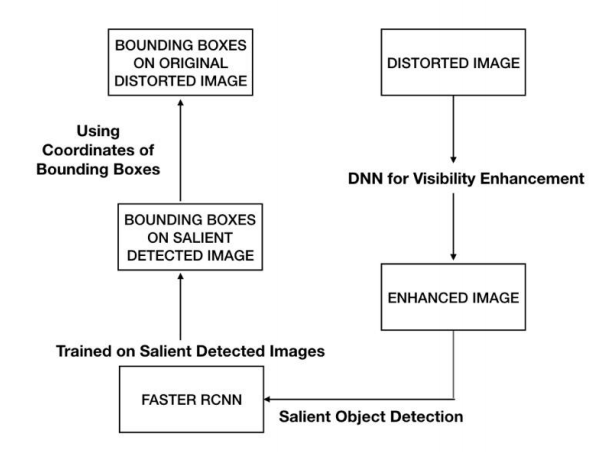 BOUNDING BOXES
ON ORIGINAL
DISTORTED IMAGE
DISTORTED IMAGE
Using
Coordinates of
Bounding Boxes
DNN for Visibility Enhancement
BOUNDING BOXES
ON SALIENT
DETECTED IMAGE
ENHANCED IMAGE
Trained on Salient Detected Images
FASTER RCNN
Salient Object Detection